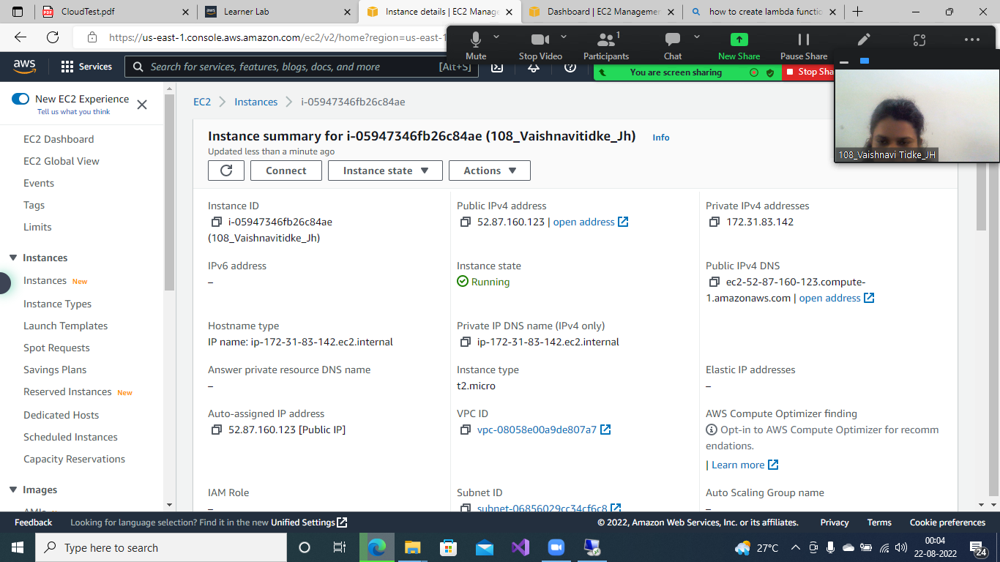 CloudTest.pdf
Learner Lab
Instance details | EC2 Manage
Dashboard | EC2 Management
how to create lambda functio
https://us-east-1.console.aws.amazon.com/ec2/v2/home?region=us-east-1
Mute
Stop Video
Participants
1
Chat
New Share
Pause Share
aws
Services
Search for services, features, blogs, docs, and more
[Alt+S]
You are screen sharing
Stop Sha
108_Vaishnavi Tidke_JH
New EC2 Experience
Tell us what you think
EC2 Dashboard
EC2 Global View
Events
Tags
Limits
Instances
Instances New
Instance Types
Launch Templates
Spot Requests
Savings Plans
Reserved Instances New
Dedicated Hosts
Scheduled Instances
Capacity Reservations
Images
EC2
Instances
i-05947346fb26c84ae
Instance summary for i-05947346fb26c84ae (108_Vaishnavitidke_Jh) Info
Updated less than a minute ago
Connect
Instance state
Actions
Instance ID
i-05947346fb26c84ae
(108_Vaishnavitidke_Jh)
Public IPv4 address
52.87.160.123 | open address
Private IPv4 addresses
172.31.83.142
IPv6 address
–
Instance state
Running
Public IPv4 DNS
ec2-52-87-160-123.compute-
1.amazonaws.com | open address
Hostname type
IP name: ip-172-31-83-142.ec2.internal
Private IP DNS name (IPv4 only)
ip-172-31-83-142.ec2.internal
Answer private resource DNS name
–
Instance type
t2.micro
Elastic IP addresses
–
Auto-assigned IP address
52.87.160.123 [Public IP]
VPC ID
vpc-08058e00a9de807a7
AWS Compute Optimizer finding
Opt-in to AWS Compute Optimizer for recomm
endations.
| Learn more
IAM Role
–
Subnet ID
subnet-06856029cc34cf6c8
Auto Scaling Group name
–
Feedback
Looking for language selection? Find it in the new Unified Settings
© 2022, Amazon Web Services, Inc. or its affiliates.
Privacy
Terms
Cookie preferences
Type here to search
27°C
00:04
22-08-2022
24